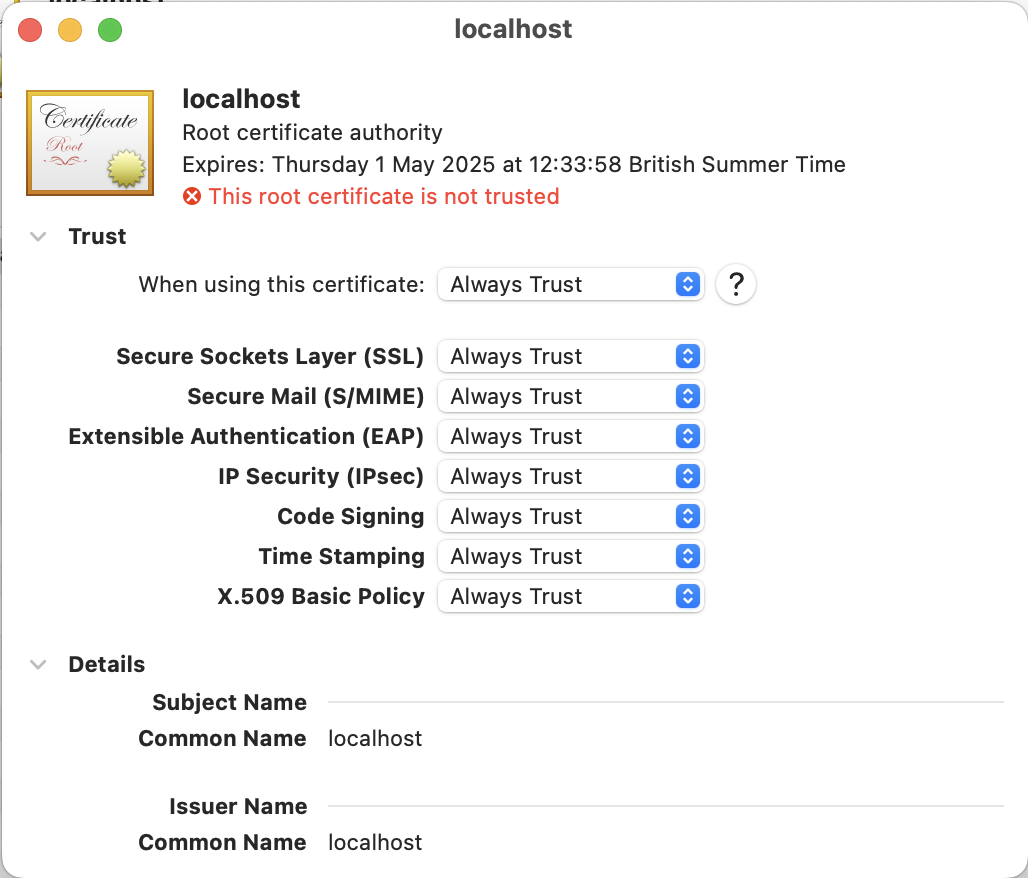 localhost
localhost
Certificate
Root
Root certificate authority
Expires: Thursday 1 May 2025 at 12:33:58 British Summer Time
This root certificate is not trusted
Trust
When using this certificate: Always Trust ?
Secure Sockets Layer (SSL) Always Trust
Secure Mail (S/MIME) Always Trust
Extensible Authentication (EAP) Always Trust
IP Security (IPsec) Always Trust
Code Signing Always Trust
Time Stamping Always Trust
X.509 Basic Policy Always Trust
Details
Subject Name
Common Name localhost
Issuer Name
Common Name localhost